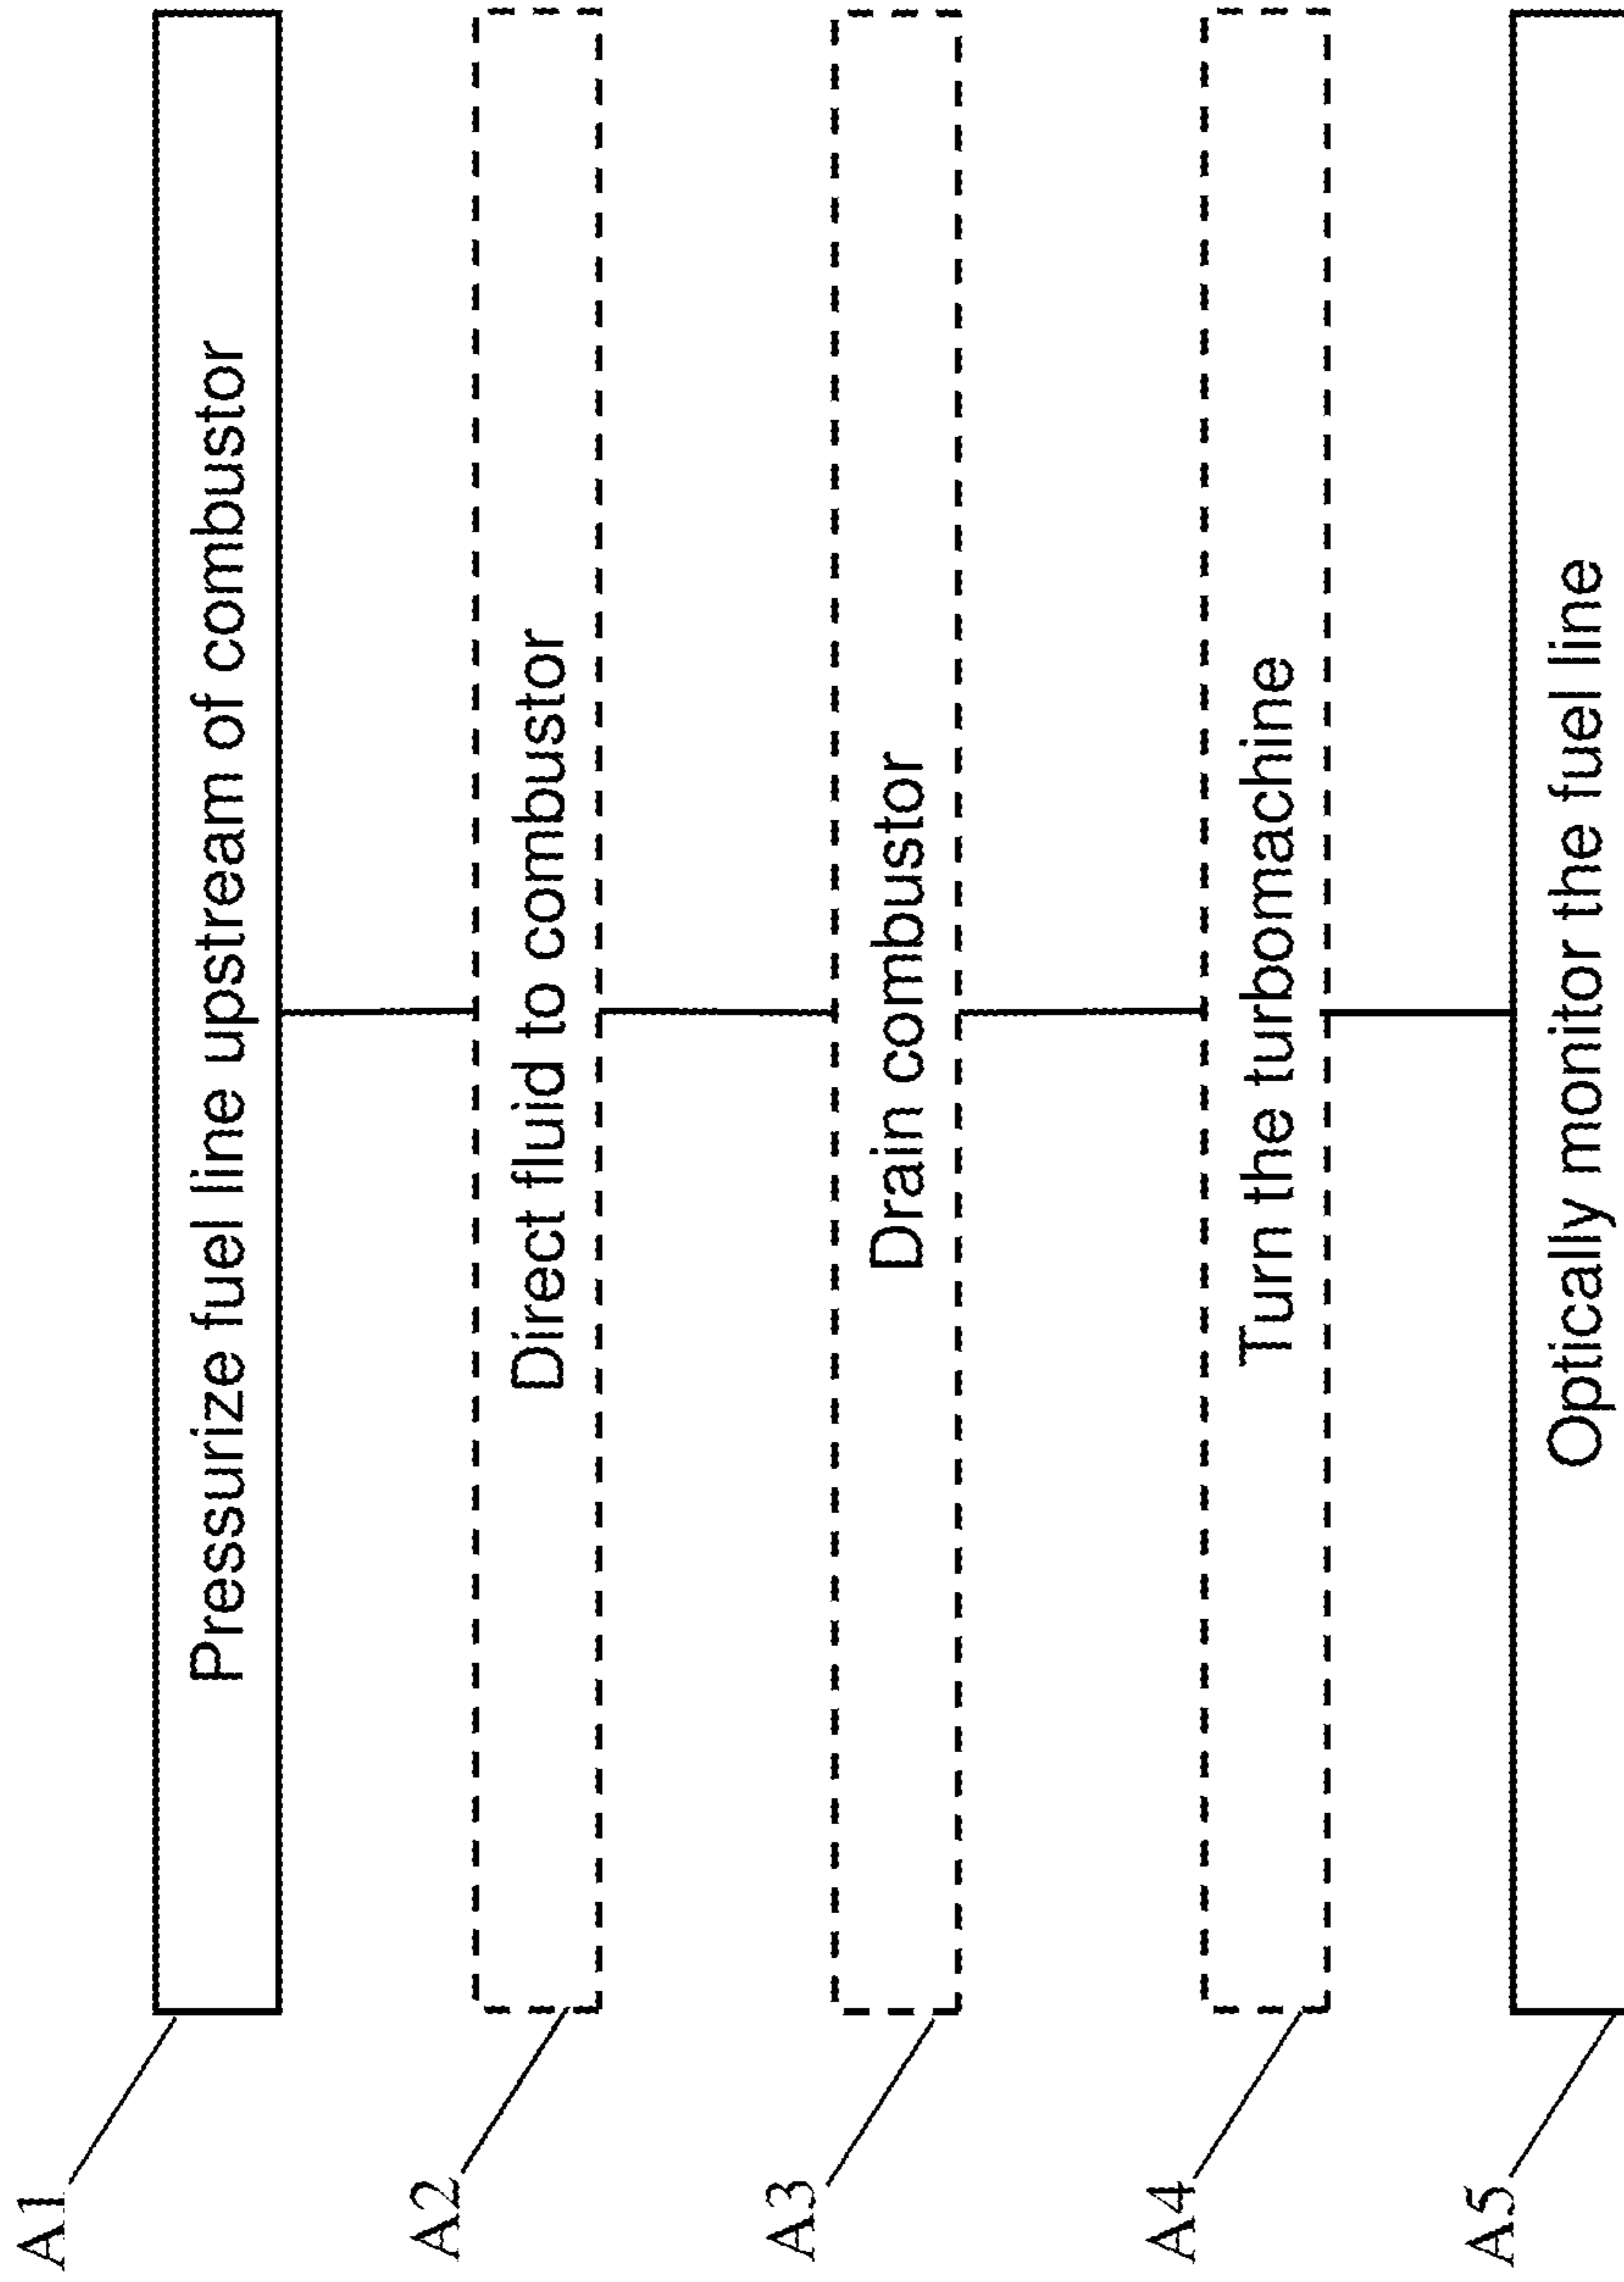 A1
Pressurize fuel line upstream of combustor
A2
Direct fluid to combustor
A3
Drain combustor
A4
Turn the turbomachine
A5
Optically monitor the fuel line